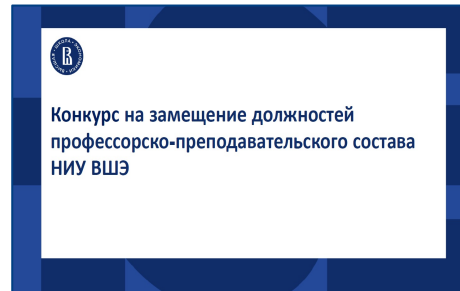 Конкурс на замещение должностей
профессорско-преподавательского состава
НИУ ВШЭ